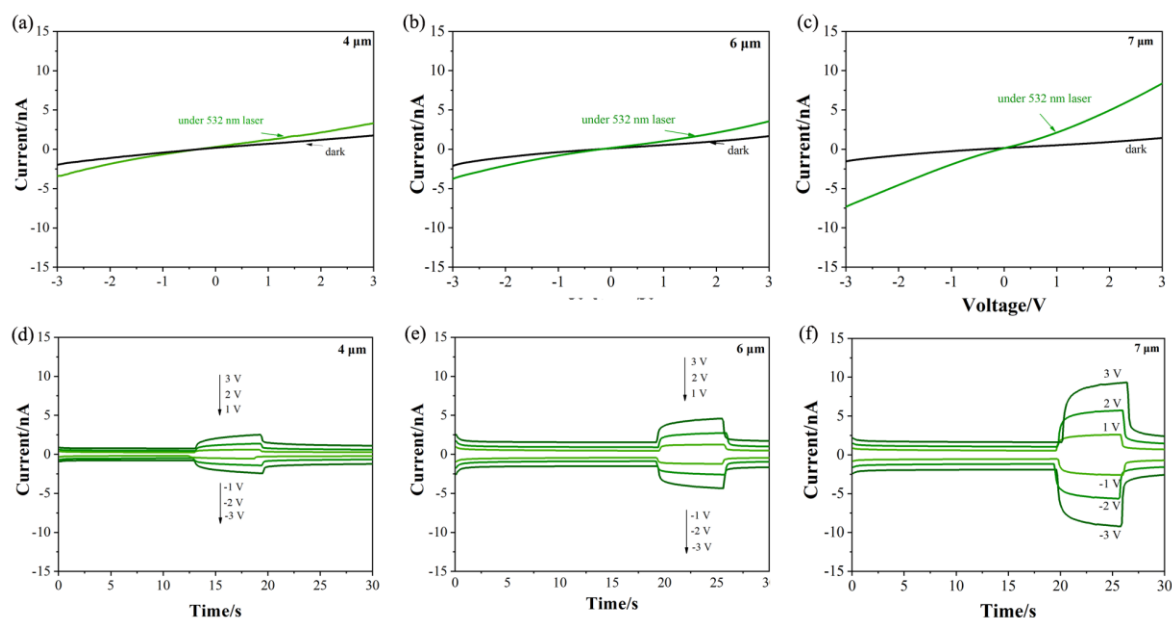 (a)
4 μm
under 532 nm laser
dark
Current/nA
15
10
5
0
-5
-10
-15
-3
-2
-1
0
1
2
3
(b)
6 μm
under 532 nm laser
dark
Current/nA
15
10
5
0
-5
-10
-15
-3
-2
-1
0
1
2
3
(c)
7 μm
under 532 nm laser
dark
Current/nA
15
10
5
0
-5
-10
-15
-3
-2
-1
0
1
2
3
Voltage/V
(d)
4 μm
3 V
2 V
1 V
-1 V
-2 V
-3 V
Current/nA
15
10
5
0
-5
-10
-15
0
5
10
15
20
25
30
Time/s
(e)
6 μm
3 V
2 V
1 V
-1 V
-2 V
-3 V
Current/nA
15
10
5
0
-5
-10
-15
0
5
10
15
20
25
30
Time/s
(f)
7 μm
3 V
2 V
1 V
-1 V
-2 V
-3 V
Current/nA
15
10
5
0
-5
-10
-15
0
5
10
15
20
25
30
Time/s